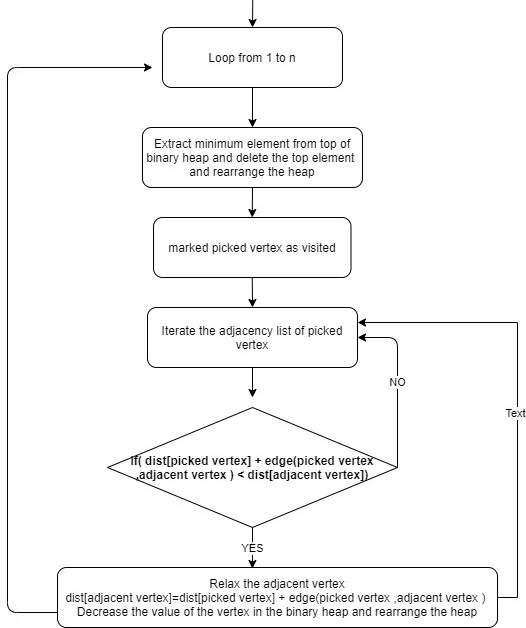 Loop from 1 to n
Extract minimum element from top of
binary heap and delete the top element
and rearrange the heap
marked picked vertex as visited
Iterate the adjacency list of picked
vertex
NO
Text
If( dist[picked vertex] + edge(picked vertex
,adjacent vertex ) < dist[adjacent vertex])
YES
Relax the adjacent vertex
dist[adjacent vertex]=dist[picked vertex] + edge(picked vertex ,adjacent vertex )
Decrease the value of the vertex in the binary heap and rearrange the heap